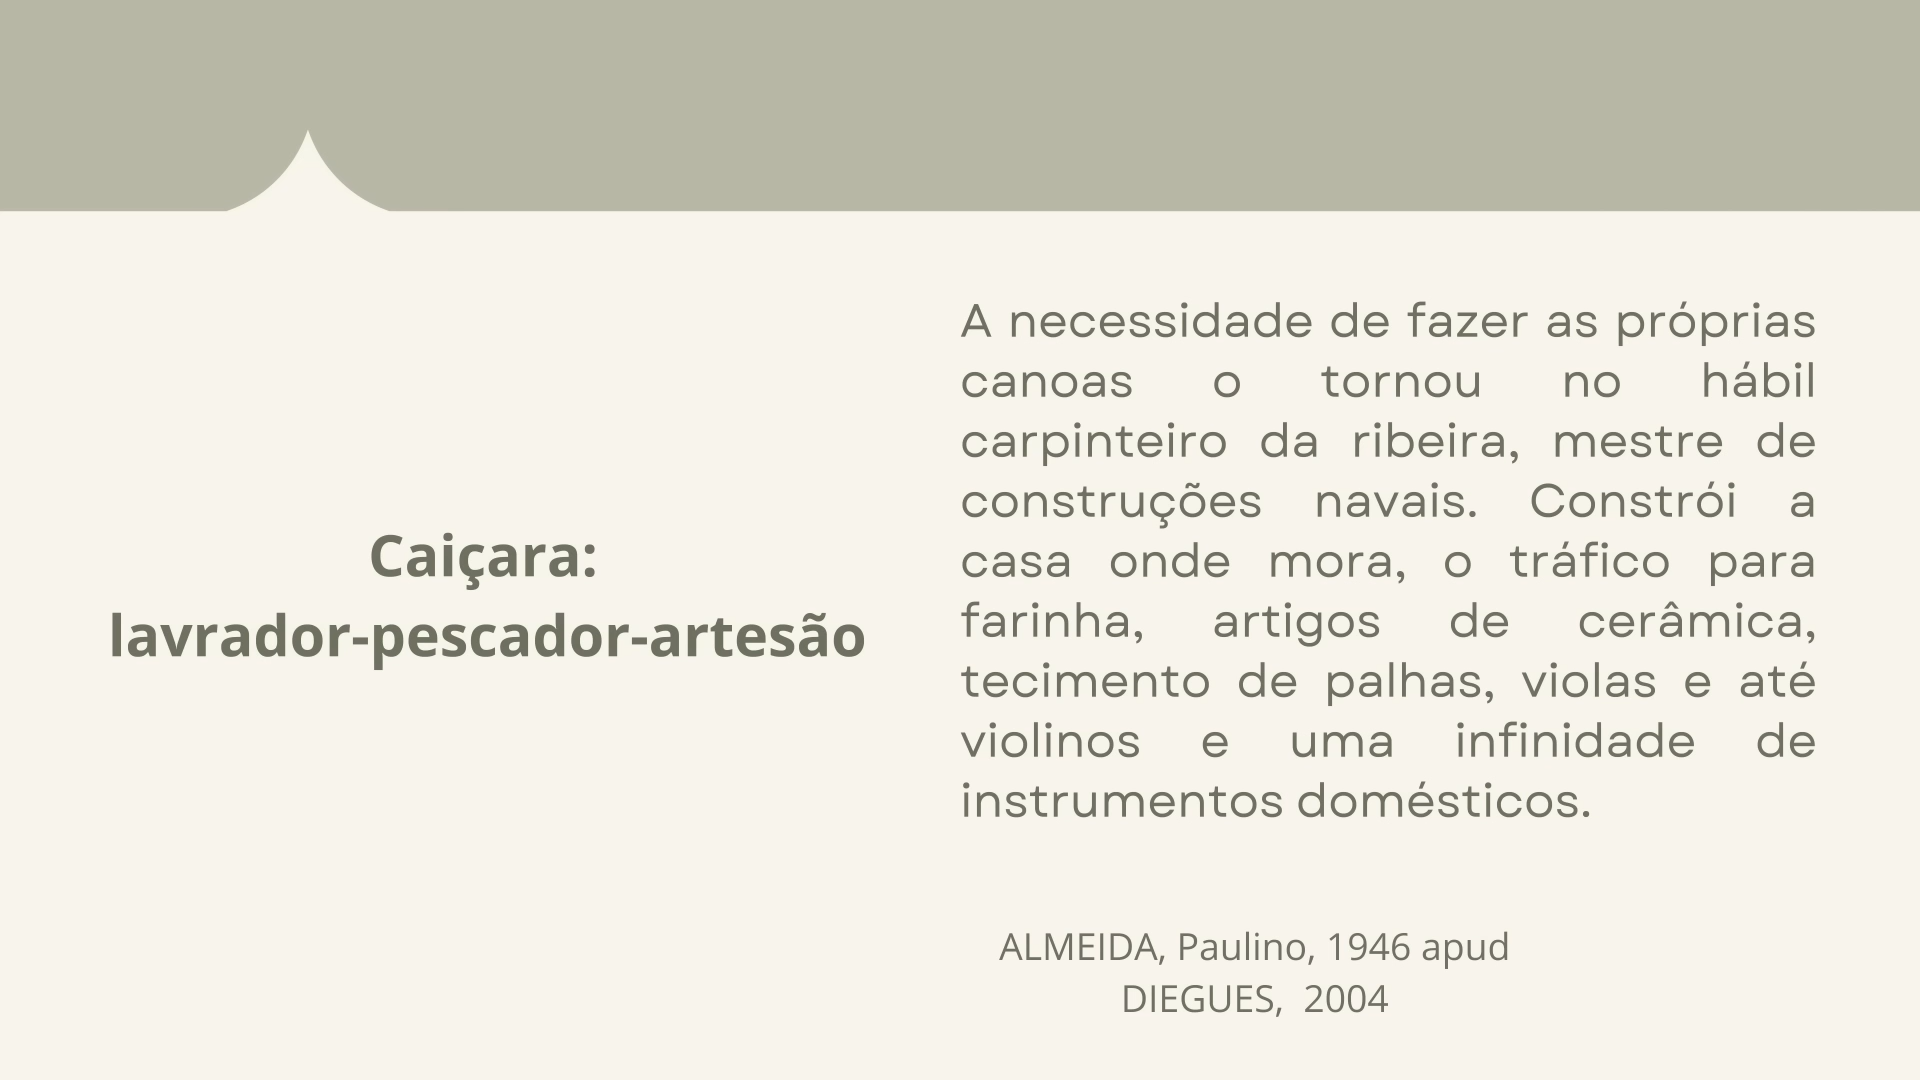 Caiçara:
lavrador-pescador-artesão
A necessidade de fazer as próprias
canoas o tornou no hábil
carpinteiro da ribeira, mestre de
construções navais. Constrói a
casa onde mora, o tráfico para
farinha, artigos de cerâmica,
tecimento de palhas, violas e até
violinos e uma infinidade de
instrumentos domésticos.
ALMEIDA, Paulino, 1946 apud
DIEGUES, 2004